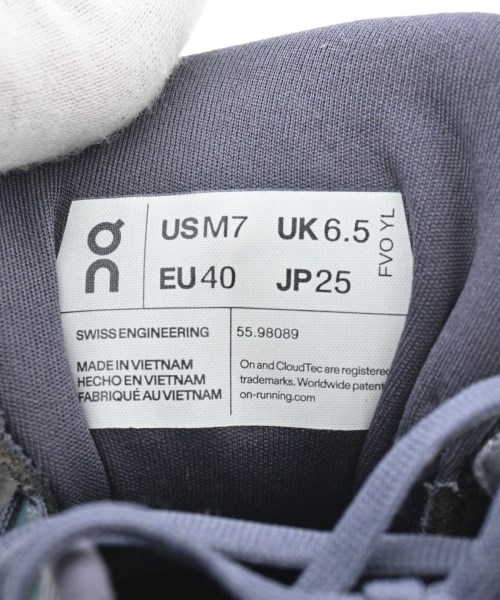 on
US M7 UK 6.5
EU 40 JP 25
FVO YL
SWISS ENGINEERING
55.98089
MADE IN VIETNAM
HECHO EN VIETNAM
FABRIQUÉ AU VIETNAM
On and CloudTec are registered
trademarks. Worldwide patent
on-running.com